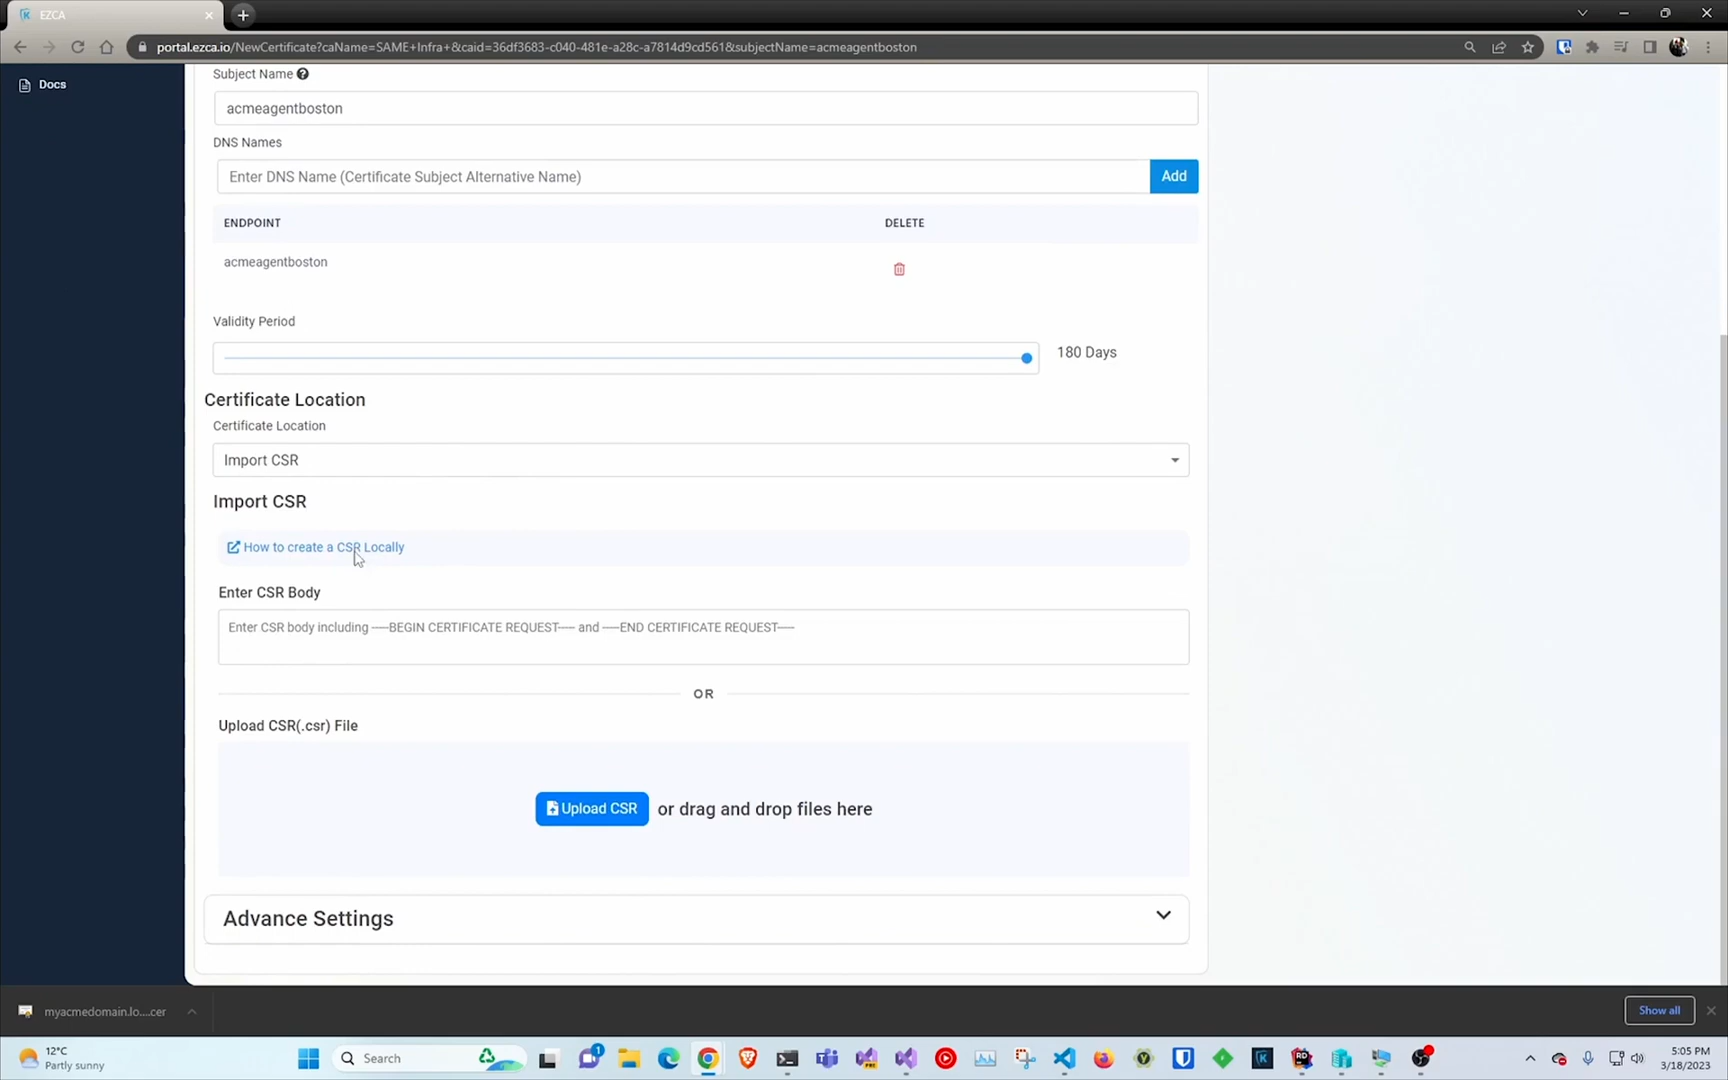 EZCA
portal.ezca.io/NewCertificate?caName=SAME+Infra+&caid=36df3683-c040-481e-a28c-a7814d9cd561&subjectName=acmeagentboston
Docs
Subject Name
acmeagentboston
DNS Names
Enter DNS Name (Certificate Subject Alternative Name)
Add
ENDPOINT DELETE
acmeagentboston
Validity Period
180 Days
Certificate Location
Certificate Location
Import CSR
Import CSR
How to create a CSR Locally
Enter CSR Body
Enter CSR body including -----BEGIN CERTIFICATE REQUEST----- and -----END CERTIFICATE REQUEST-----
OR
Upload CSR(.csr) File
Upload CSR or drag and drop files here
Advance Settings
myacmedomain.lo....cer
Show all
12°C
Partly sunny
Search
1
5:05 PM
3/18/2023